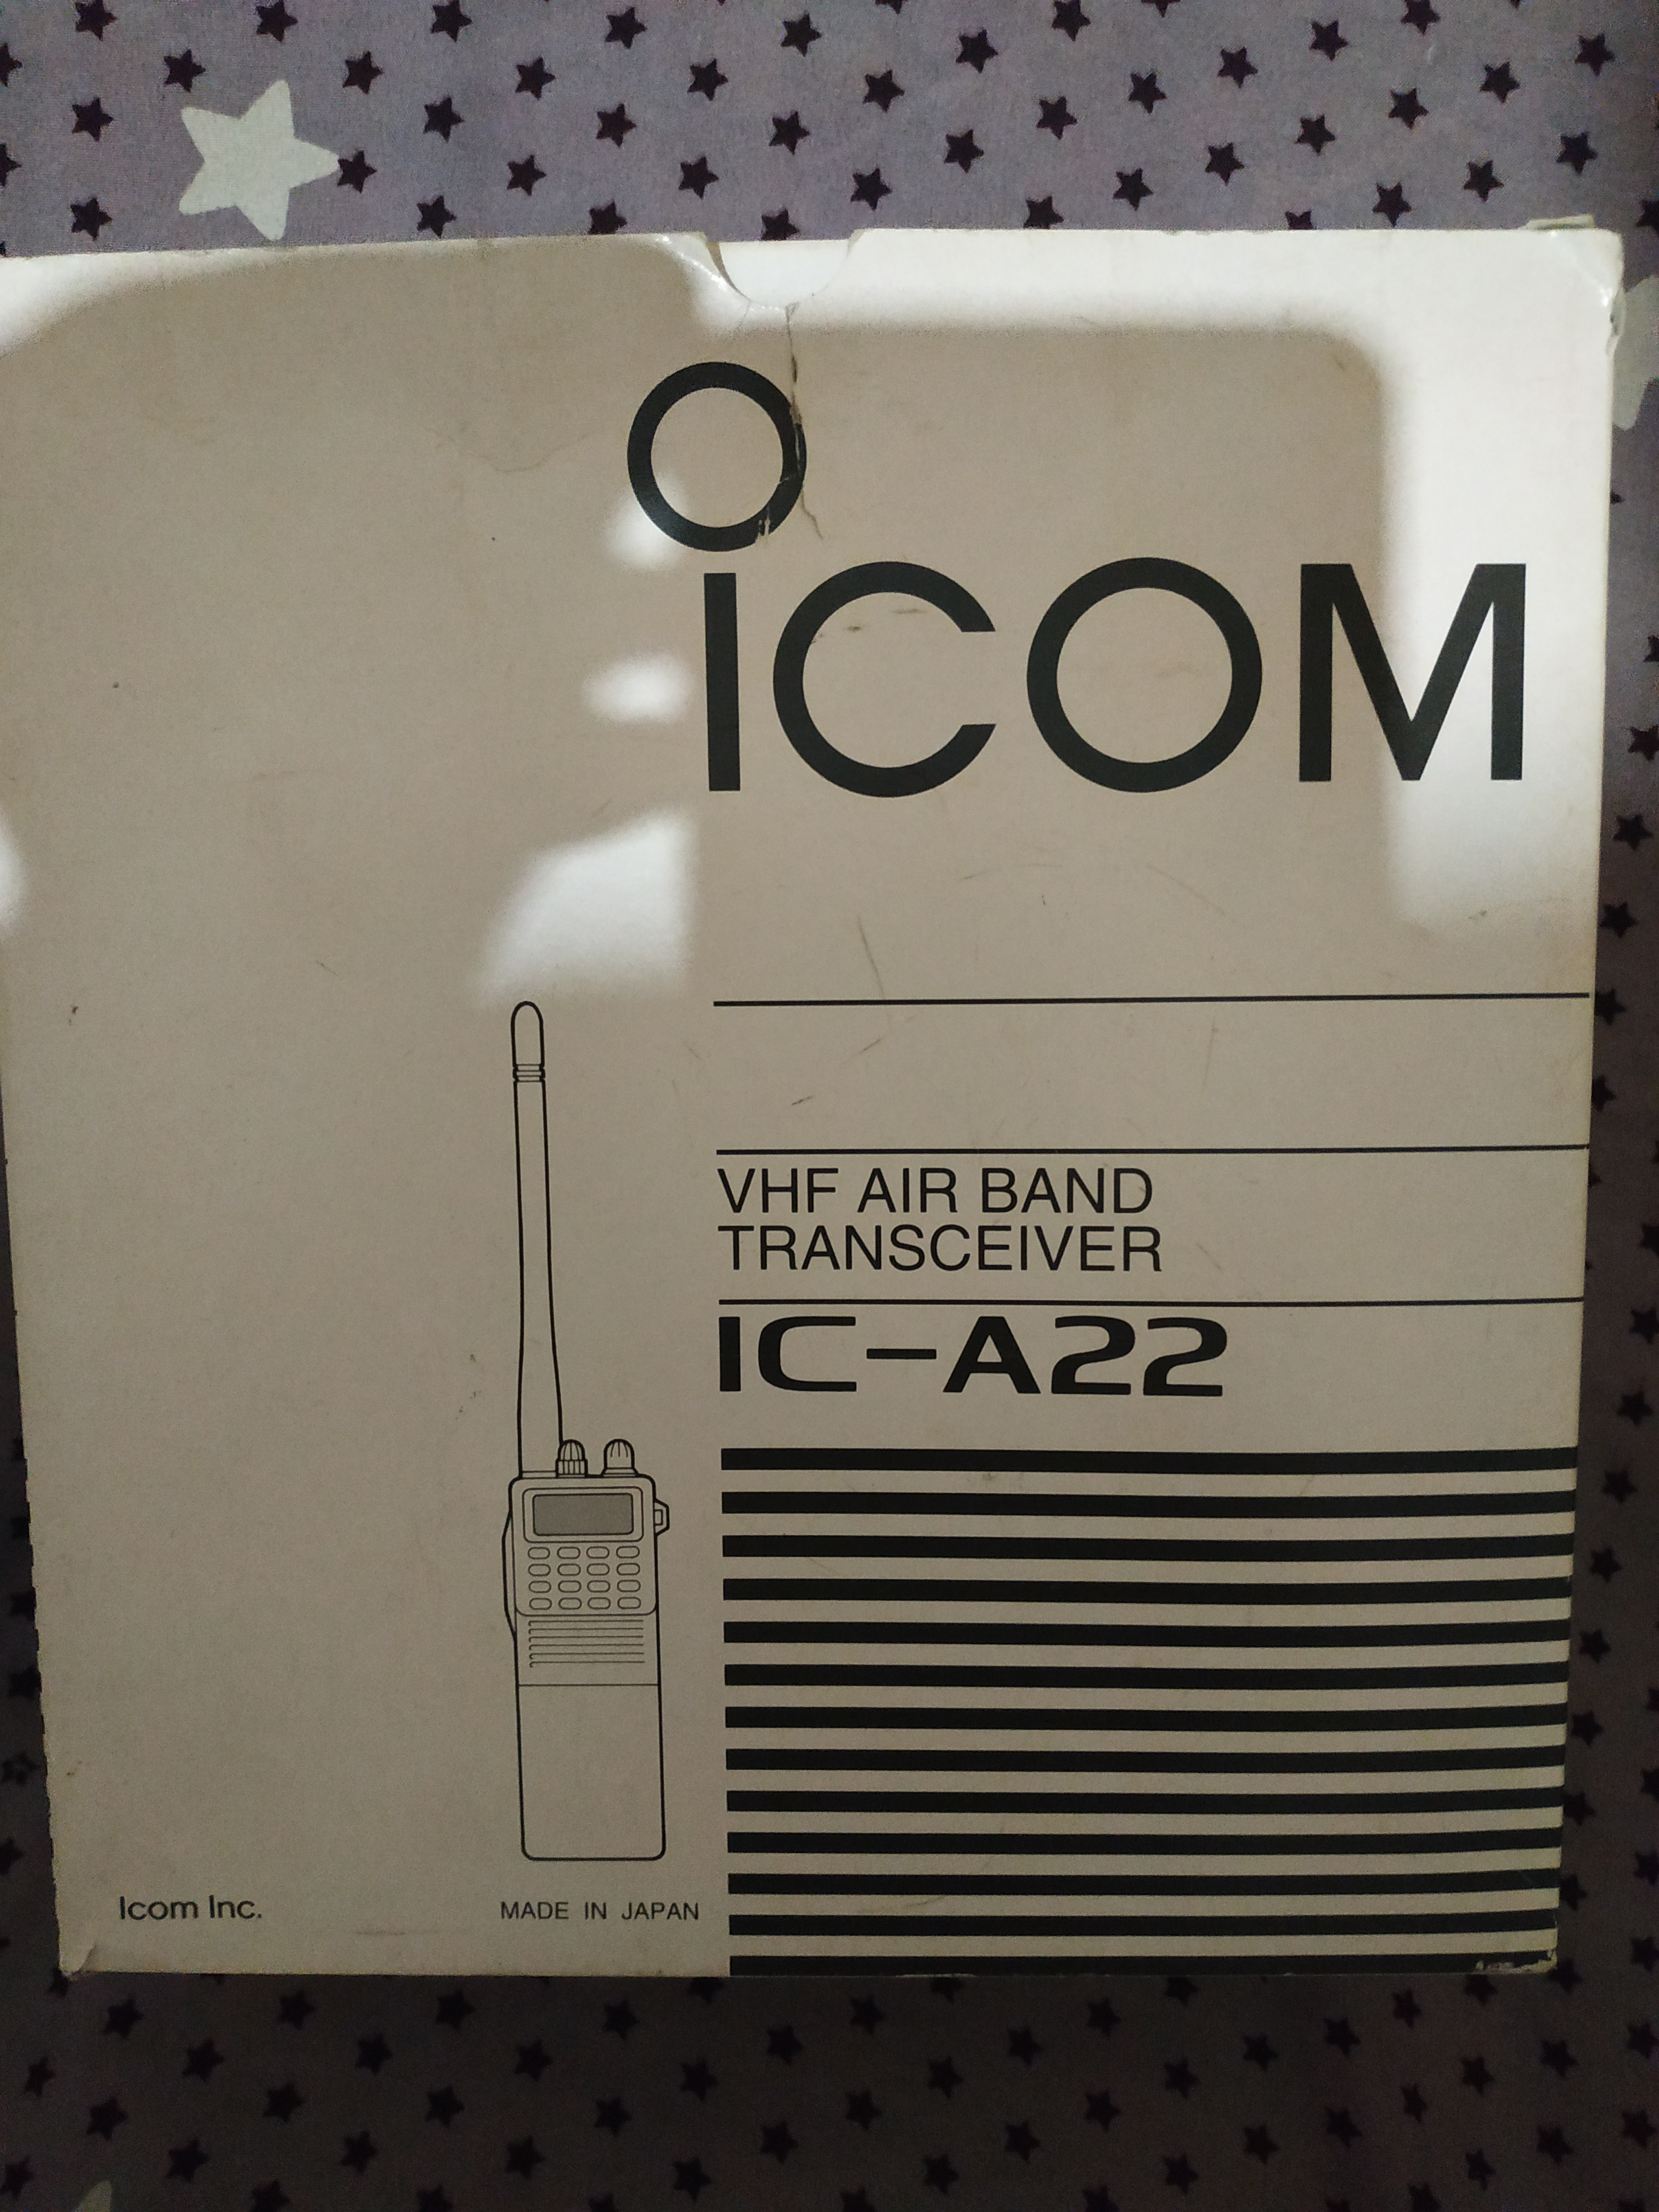 ICOM
VHF AIR BAND
TRANSCEIVER
IC-A22
Icom Inc.
MADE IN JAPAN